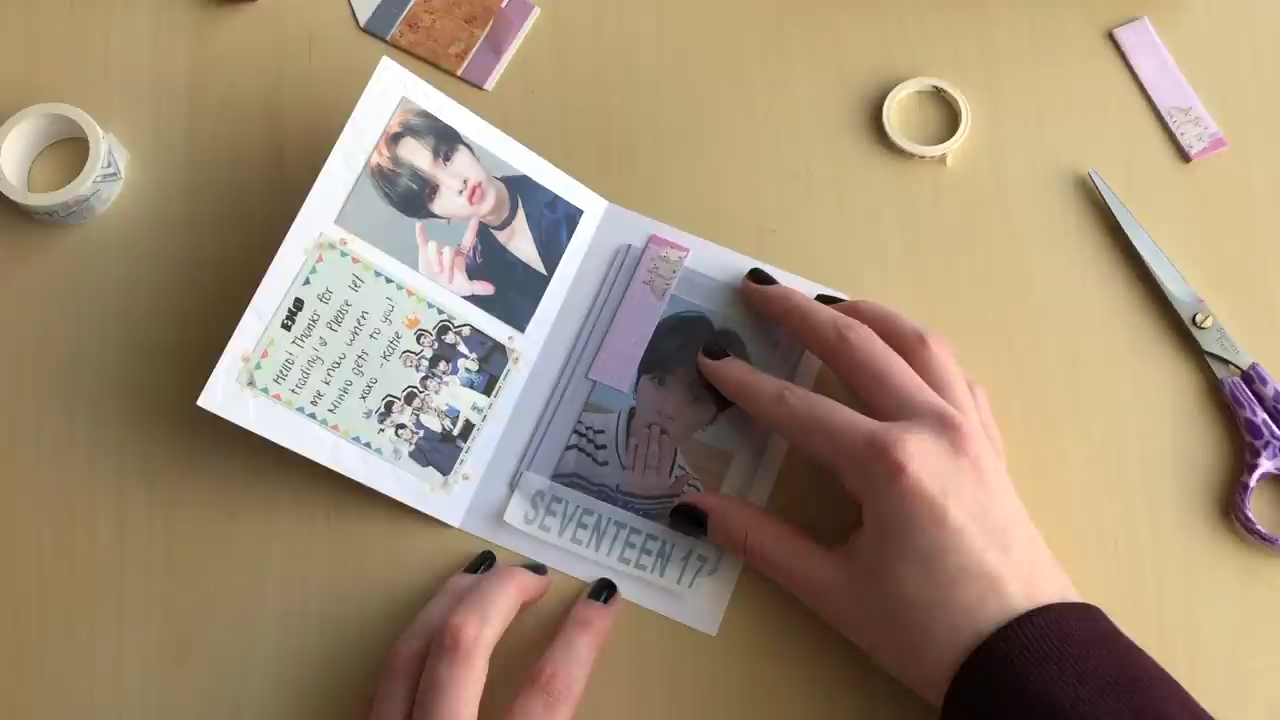 EXO
Hello! Thanks for
trading! Please let
me know when
Minho gets to you!
xoxo -Katie
SEVENTEEN 17